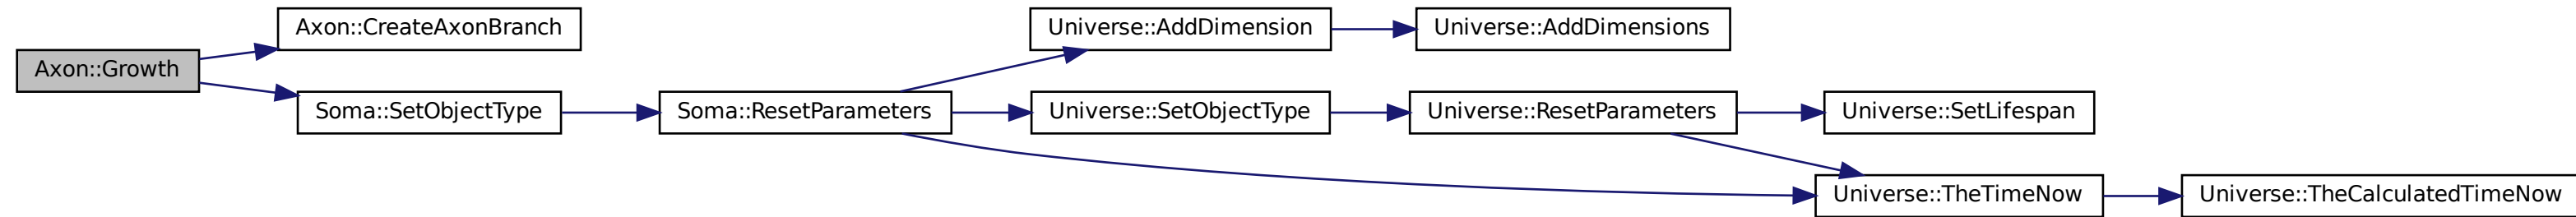 Axon::Growth
Axon::CreateAxonBranch
Soma::SetObjectType
Soma::ResetParameters
Universe::AddDimension
Universe::AddDimensions
Universe::SetObjectType
Universe::ResetParameters
Universe::SetLifespan
Universe::TheTimeNow
Universe::TheCalculatedTimeNow